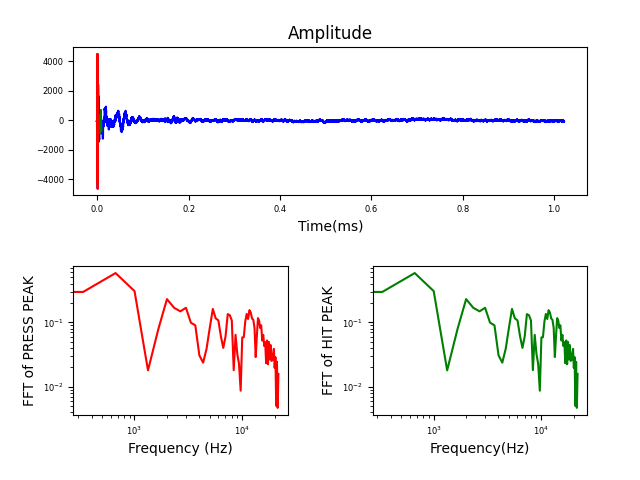 Amplitude
4000
2000
0
−2000
−4000
0.0 0.2 0.4 0.6 0.8 1.0
Time(ms)
FFT of PRESS PEAK
10⁻¹
10⁻²
10³ 10⁴
Frequency (Hz)
FFT of HIT PEAK
10⁻¹
10⁻²
10³ 10⁴
Frequency(Hz)